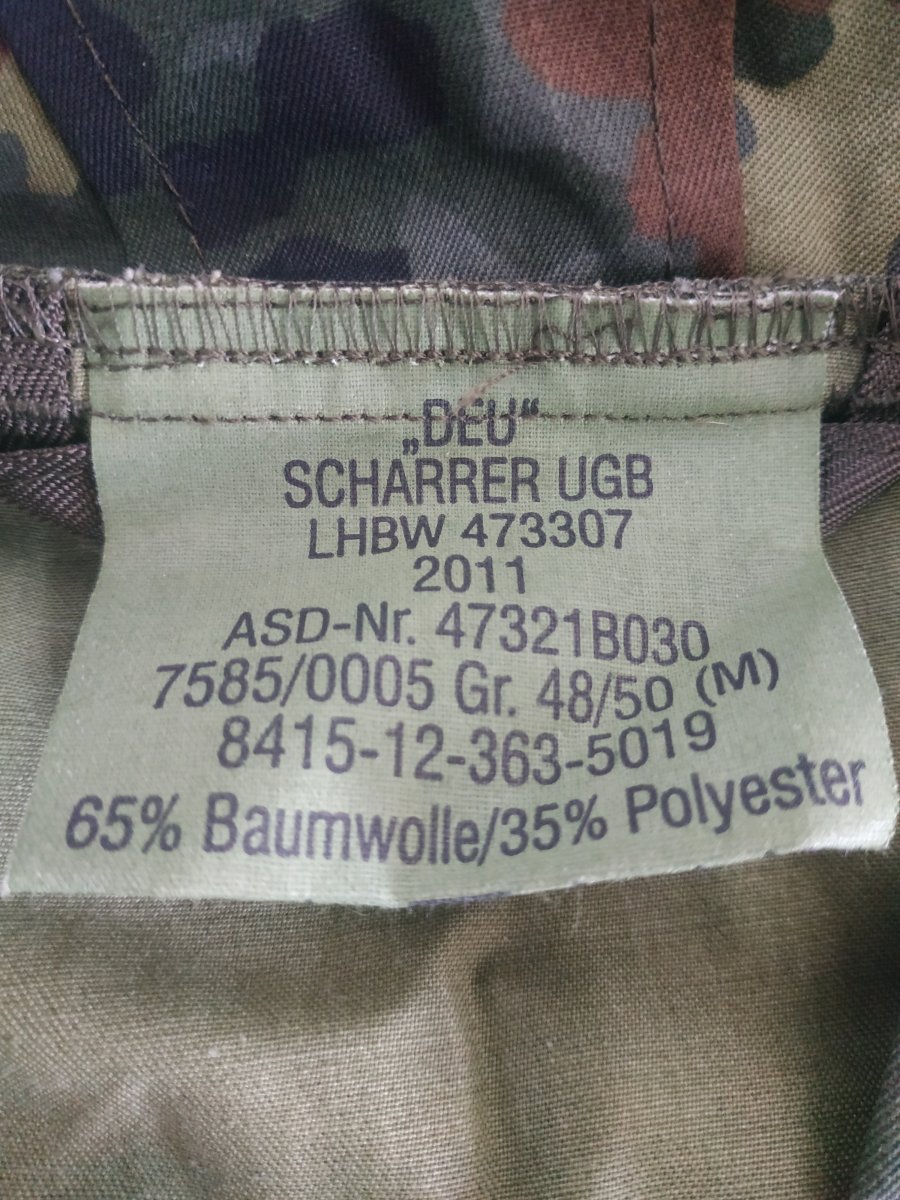 „DEU“
SCHARRER UGB
LHBW 473307
2011
ASD-Nr. 47321B030
7585/0005 Gr. 48/50 (M)
8415-12-363-5019
65% Baumwolle/35% Polyester